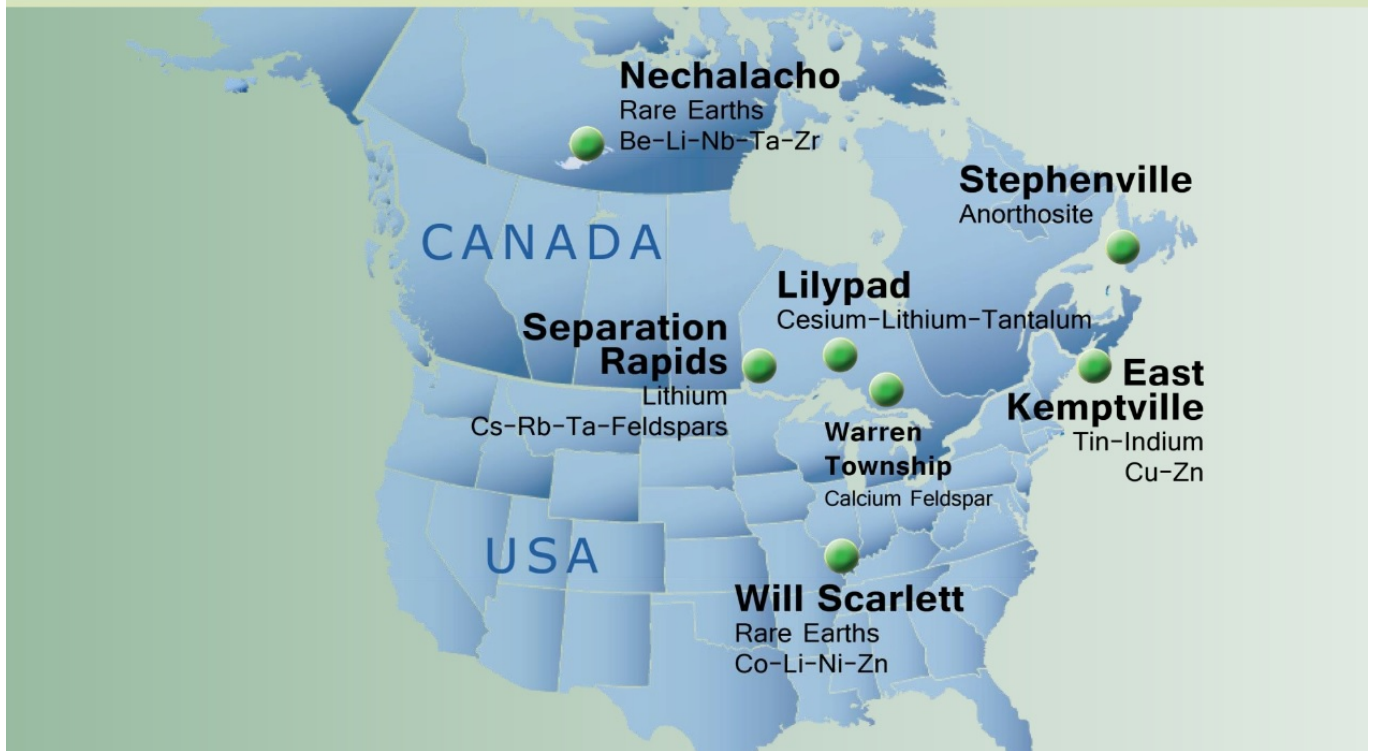 Nechalacho
Rare Earths
Be-Li-Nb-Ta-Zr
Stephenville
Anorthosite
CANADA
Lilypad
Cesium-Lithium-Tantalum
Separation
Rapids
Lithium
Cs-Rb-Ta-Feldspars
East
Kemptville
Tin-Indium
Cu-Zn
Warren
Township
Calcium Feldspar
USA
Will Scarlett
Rare Earths
Co-Li-Ni-Zn